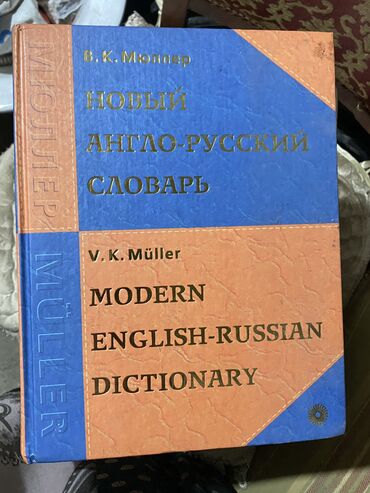 МЮЛЛЕР
В. К. Мюллер
НОВЫЙ
АНГЛО-РУССКИЙ
СЛОВАРЬ
MÜLLER
V. K. Müller
MODERN
ENGLISH-RUSSIAN
DICTIONARY